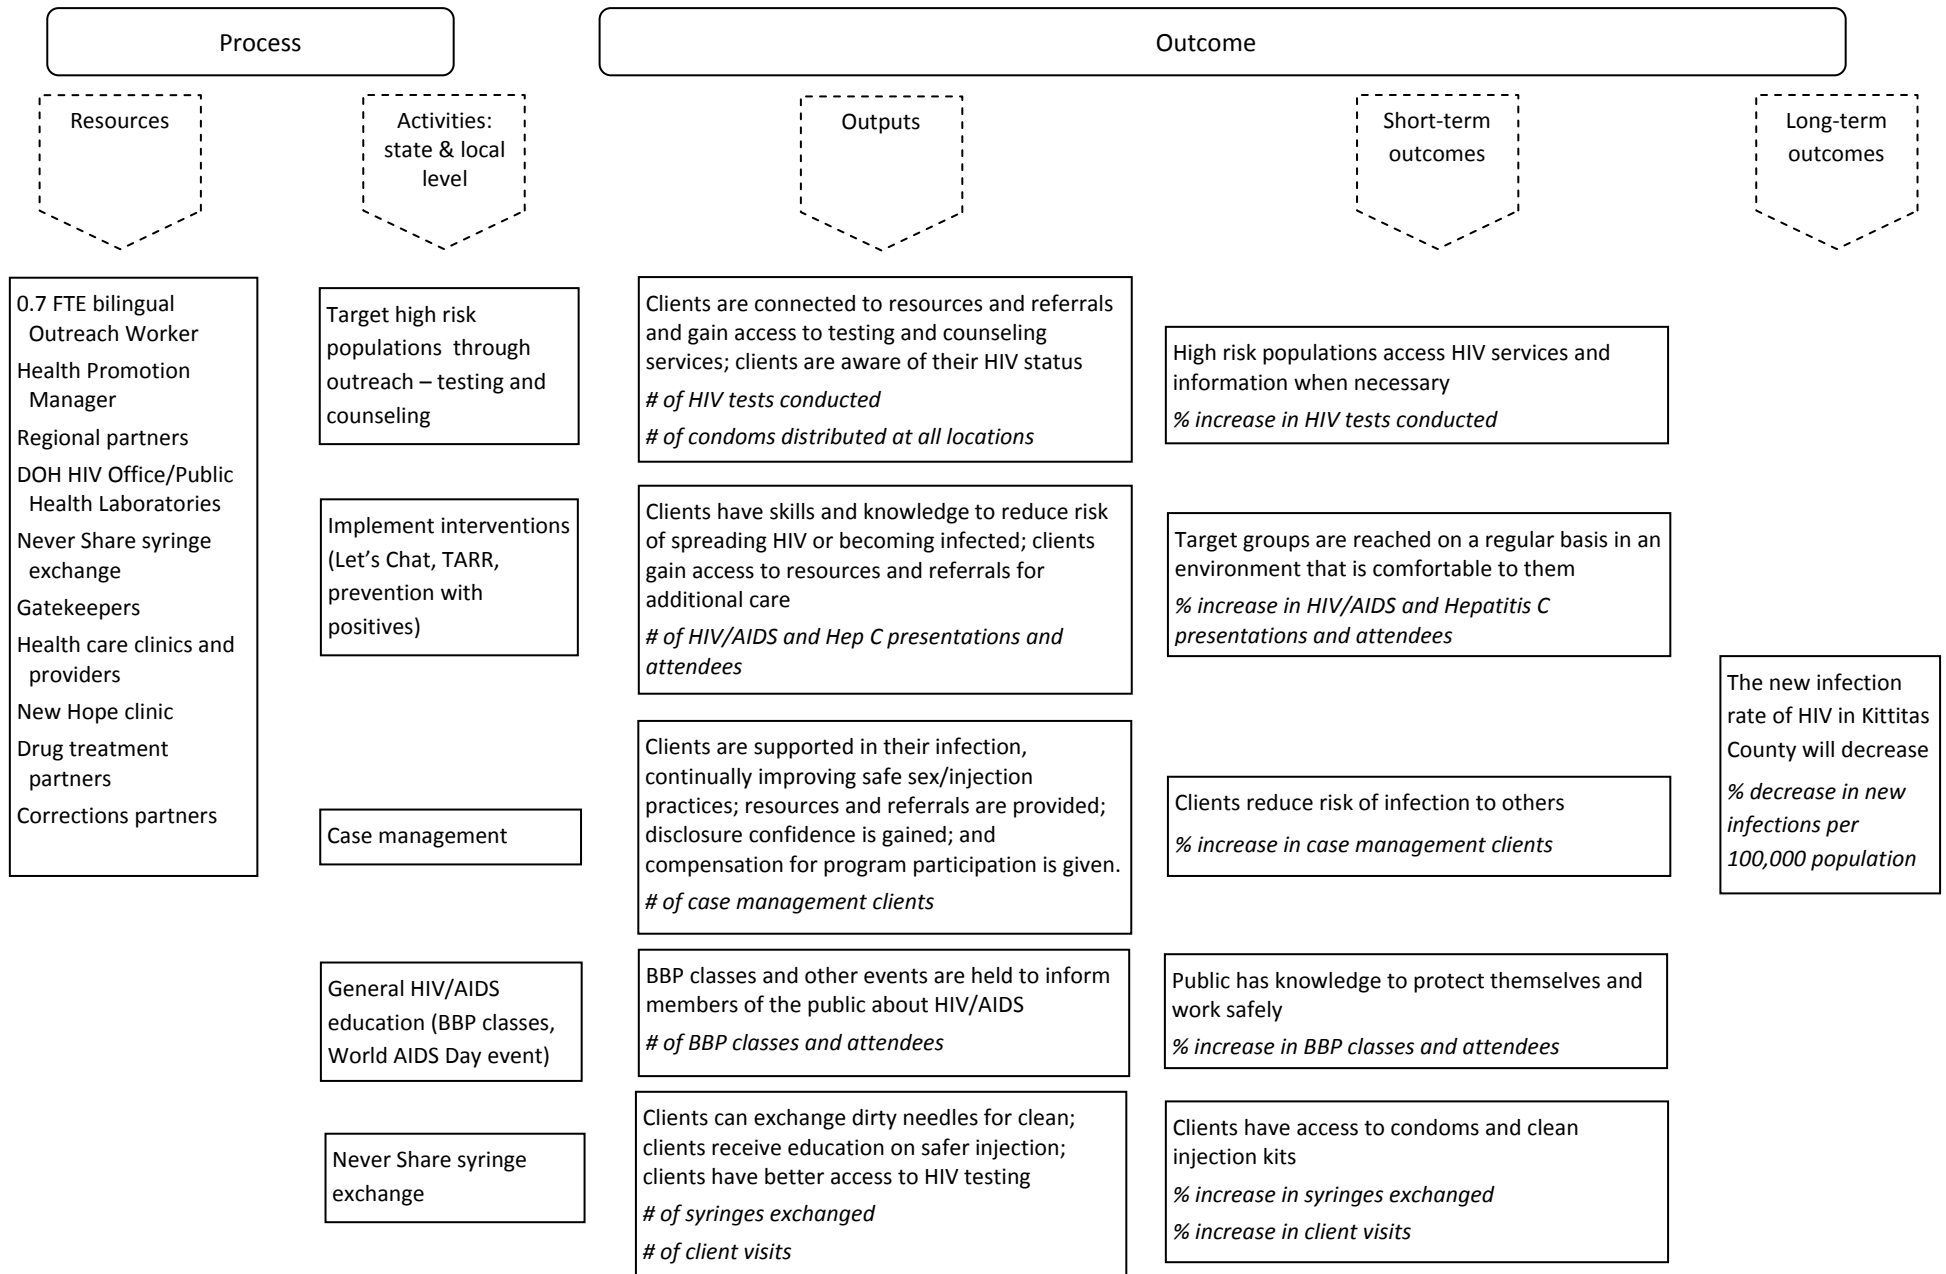 Process
Outcome
Resources
Activities:
state & local
level
Outputs
Short-term
outcomes
Long-term
outcomes
0.7 FTE bilingual
Outreach Worker
Health Promotion
Manager
Regional partners
DOH HIV Office/Public
Health Laboratories
Never Share syringe
exchange
Gatekeepers
Health care clinics and
providers
New Hope clinic
Drug treatment
partners
Corrections partners
Target high risk
populations through
outreach – testing and
counseling
Clients are connected to resources and referrals
and gain access to testing and counseling
services; clients are aware of their HIV status
# of HIV tests conducted
# of condoms distributed at all locations
High risk populations access HIV services and
information when necessary
% increase in HIV tests conducted
Implement interventions
(Let’s Chat, TARR,
prevention with
positives)
Clients have skills and knowledge to reduce risk
of spreading HIV or becoming infected; clients
gain access to resources and referrals for
additional care
# of HIV/AIDS and Hep C presentations and
attendees
Target groups are reached on a regular basis in an
environment that is comfortable to them
% increase in HIV/AIDS and Hepatitis C
presentations and attendees
Case management
Clients are supported in their infection,
continually improving safe sex/injection
practices; resources and referrals are provided;
disclosure confidence is gained; and
compensation for program participation is given.
# of case management clients
Clients reduce risk of infection to others
% increase in case management clients
General HIV/AIDS
education (BBP classes,
World AIDS Day event)
BBP classes and other events are held to inform
members of the public about HIV/AIDS
# of BBP classes and attendees
Public has knowledge to protect themselves and
work safely
% increase in BBP classes and attendees
Never Share syringe
exchange
Clients can exchange dirty needles for clean;
clients receive education on safer injection;
clients have better access to HIV testing
# of syringes exchanged
# of client visits
Clients have access to condoms and clean
injection kits
% increase in syringes exchanged
% increase in client visits
The new infection
rate of HIV in Kittitas
County will decrease
% decrease in new
infections per
100,000 population